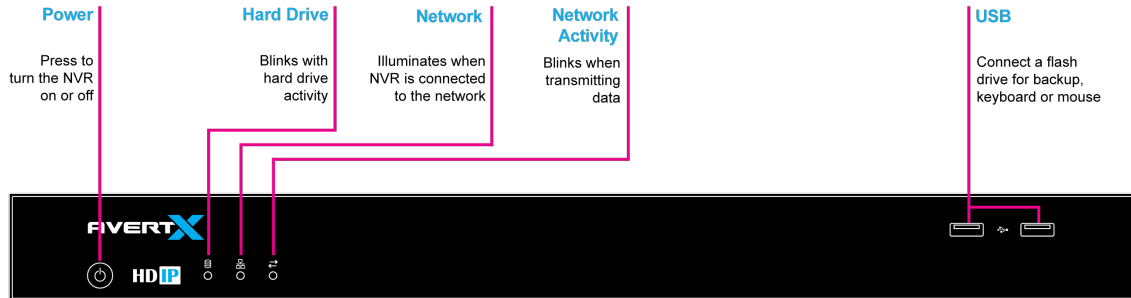 Power
Press to
turn the NVR
on or off
Hard Drive
Blinks with
hard drive
activity
Network
Illuminates when
NVR is connected
to the network
Network
Activity
Blinks when
transmitting
data
USB
Connect a flash
drive for backup,
keyboard or mouse
AVERTX
HD IP